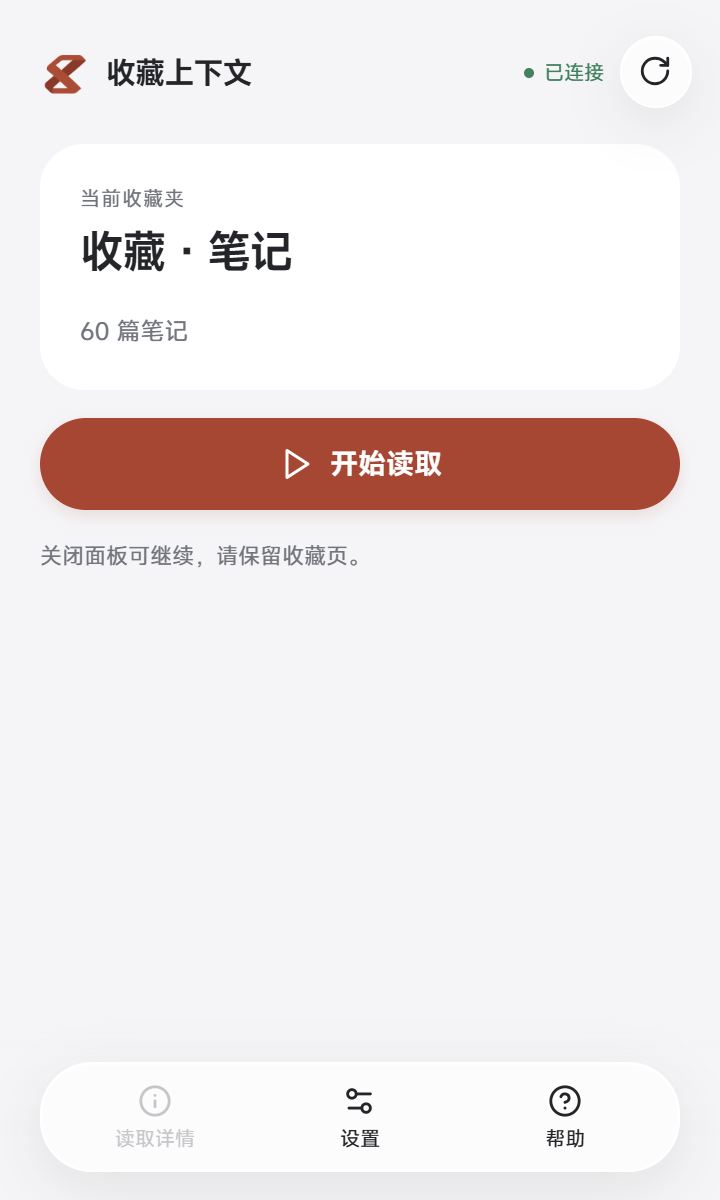 收藏上下文
已连接
当前收藏夹
收藏 · 笔记
60 篇笔记
开始读取
关闭面板可继续，请保留收藏页。
读取详情
设置
帮助